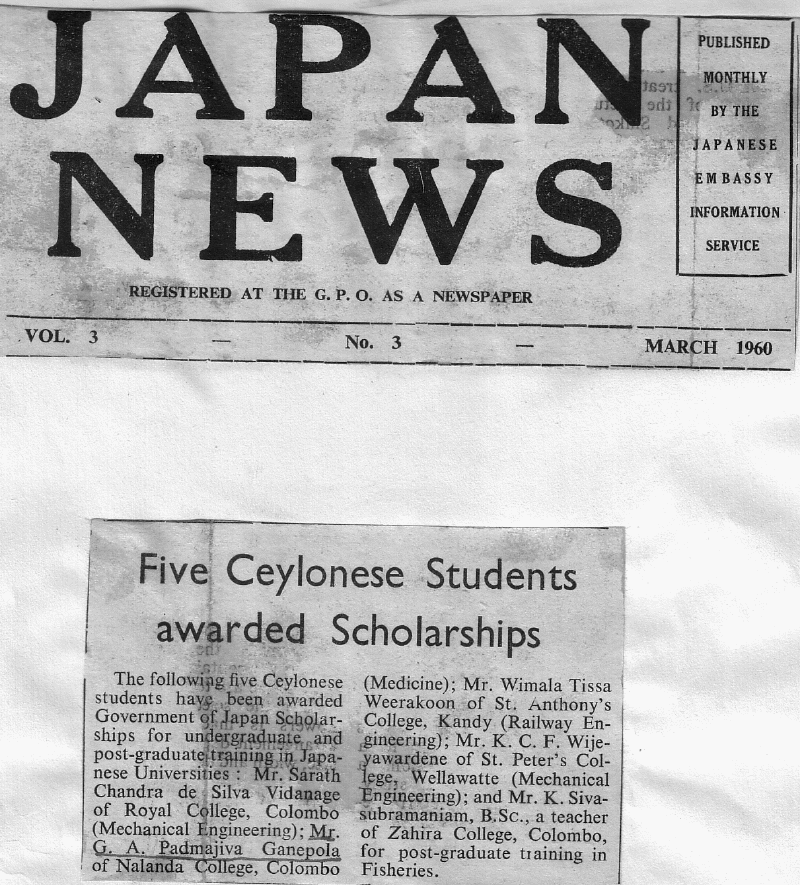 JAPAN
NEWS
PUBLISHED
MONTHLY
BY THE
JAPANESE
EMBASSY
INFORMATION
SERVICE
REGISTERED AT THE G. P. O. AS A NEWSPAPER
VOL. 3 — No. 3 — MARCH 1960
Five Ceylonese Students
awarded Scholarships
The following five Ceylonese
students have been awarded
Government of Japan Scholar-
ships for undergraduate and
post-graduate training in Japa-
nese Universities : Mr. Sarath
Chandra de Silva Vidanage
of Royal College, Colombo
(Mechanical Engineering); Mr.
G. A. Padmajiva Ganepola
of Nalanda College, Colombo
(Medicine); Mr. Wimala Tissa
Weerakoon of St. Anthony's
College, Kandy (Railway En-
gineering); Mr. K. C. F. Wije-
yawardene of St. Peter's Col-
lege, Wellawatte (Mechanical
Engineering); and Mr. K. Siva-
subramaniam, B.Sc., a teacher
of Zahira College, Colombo,
for post-graduate training in
Fisheries.